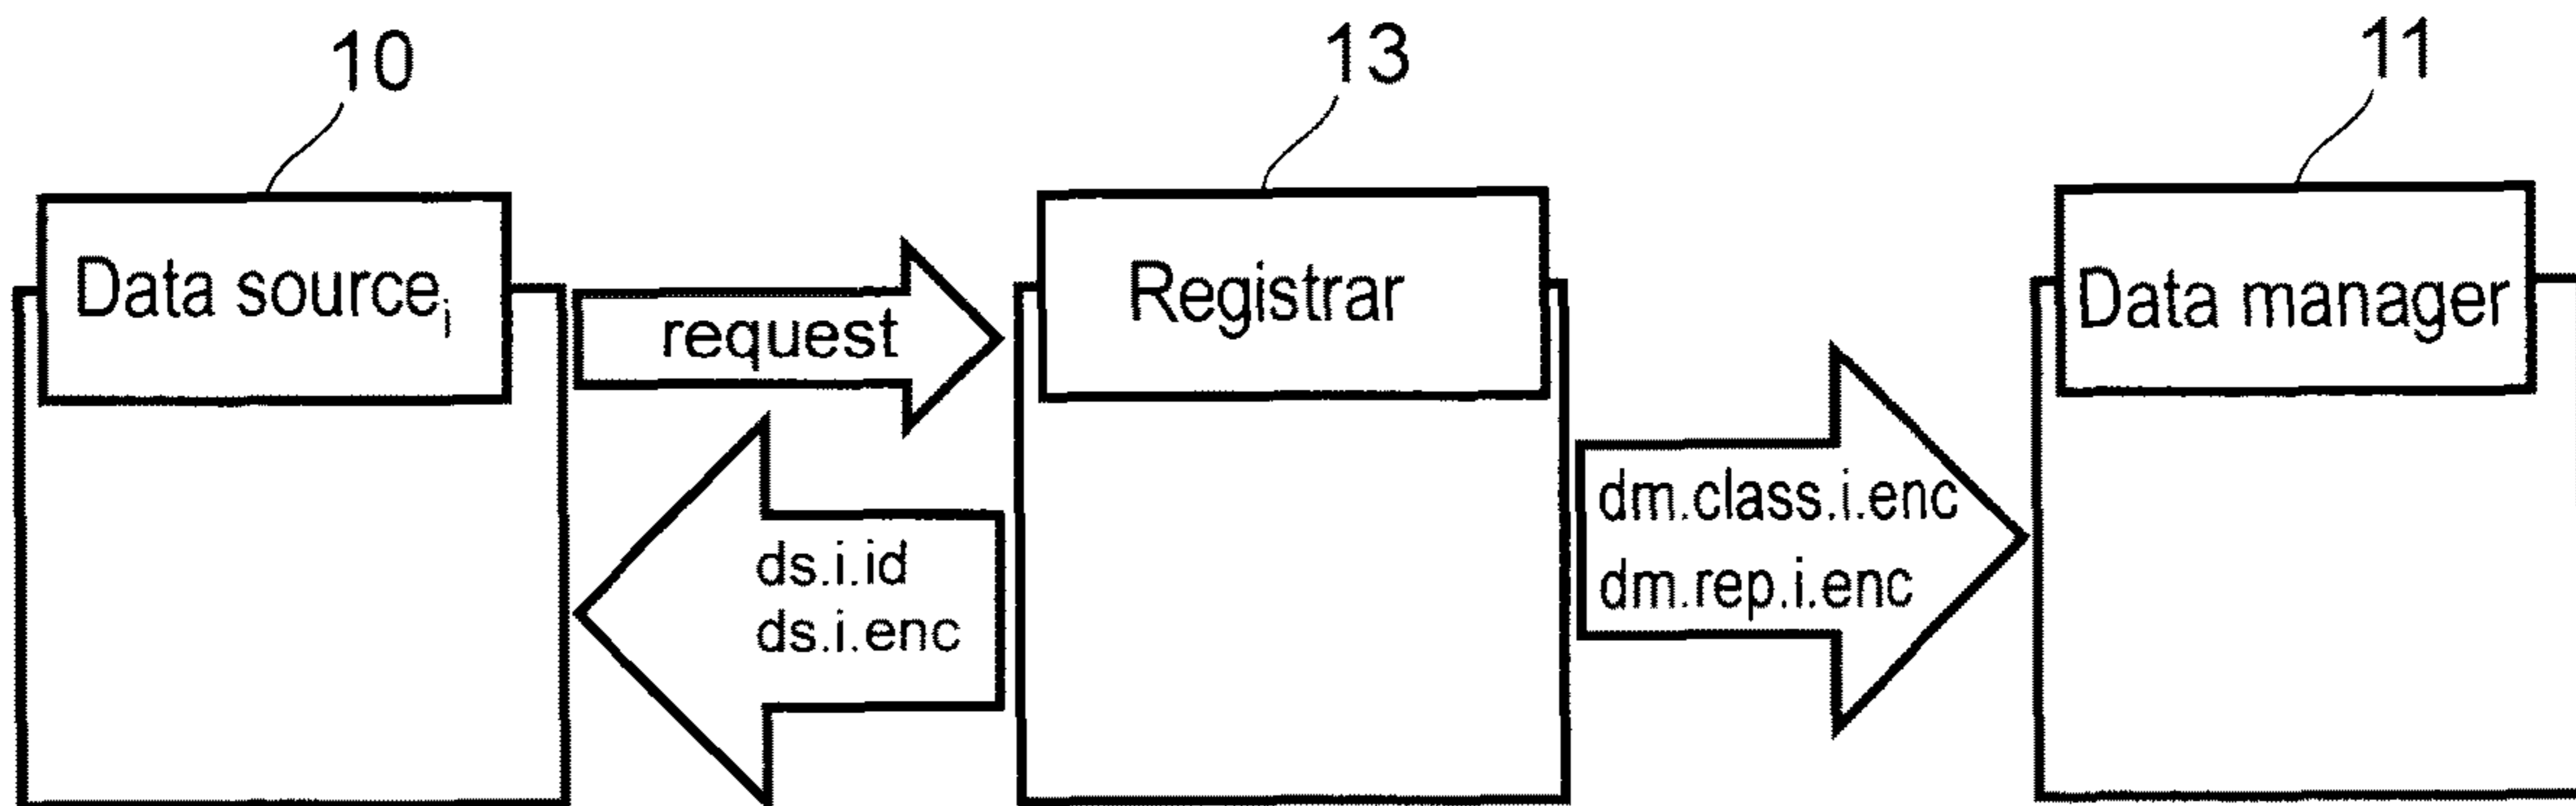 10
13
11
Data sourceᵢ
request
Registrar
Data manager
ds.i.id
ds.i.enc
dm.class.i.enc
dm.rep.i.enc